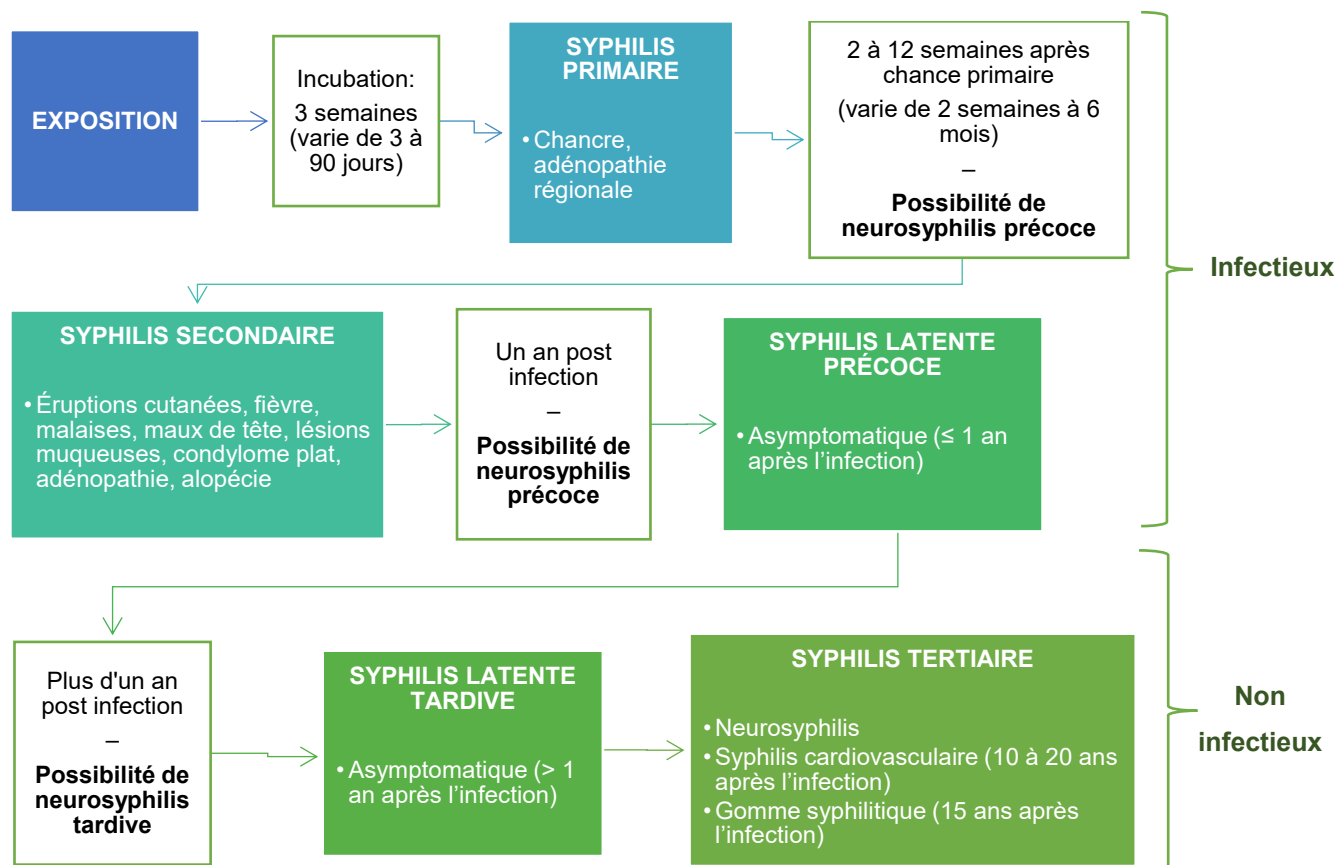 EXPOSITION
Incubation:
3 semaines
(varie de 3 à
90 jours)
SYPHILIS
PRIMAIRE
• Chancre,
adénopathie
régionale
2 à 12 semaines après
chance primaire
(varie de 2 semaines à 6
mois)
–
Possibilité de
neurosyphilis précoce
Infectieux
SYPHILIS SECONDAIRE
• Éruptions cutanées, fièvre,
malaises, maux de tête, lésions
muqueuses, condylome plat,
adénopathie, alopécie
Un an post
infection
–
Possibilité de
neurosyphilis
précoce
SYPHILIS LATENTE
PRÉCOCE
• Asymptomatique (≤ 1 an
après l’infection)
Plus d'un an
post infection
–
Possibilité de
neurosyphilis
tardive
SYPHILIS LATENTE
TARDIVE
• Asymptomatique (> 1
an après l’infection)
SYPHILIS TERTIAIRE
• Neurosyphilis
• Syphilis cardiovasculaire (10 à 20 ans
après l’infection)
• Gomme syphilitique (15 ans après
l’infection)
Non
infectieux